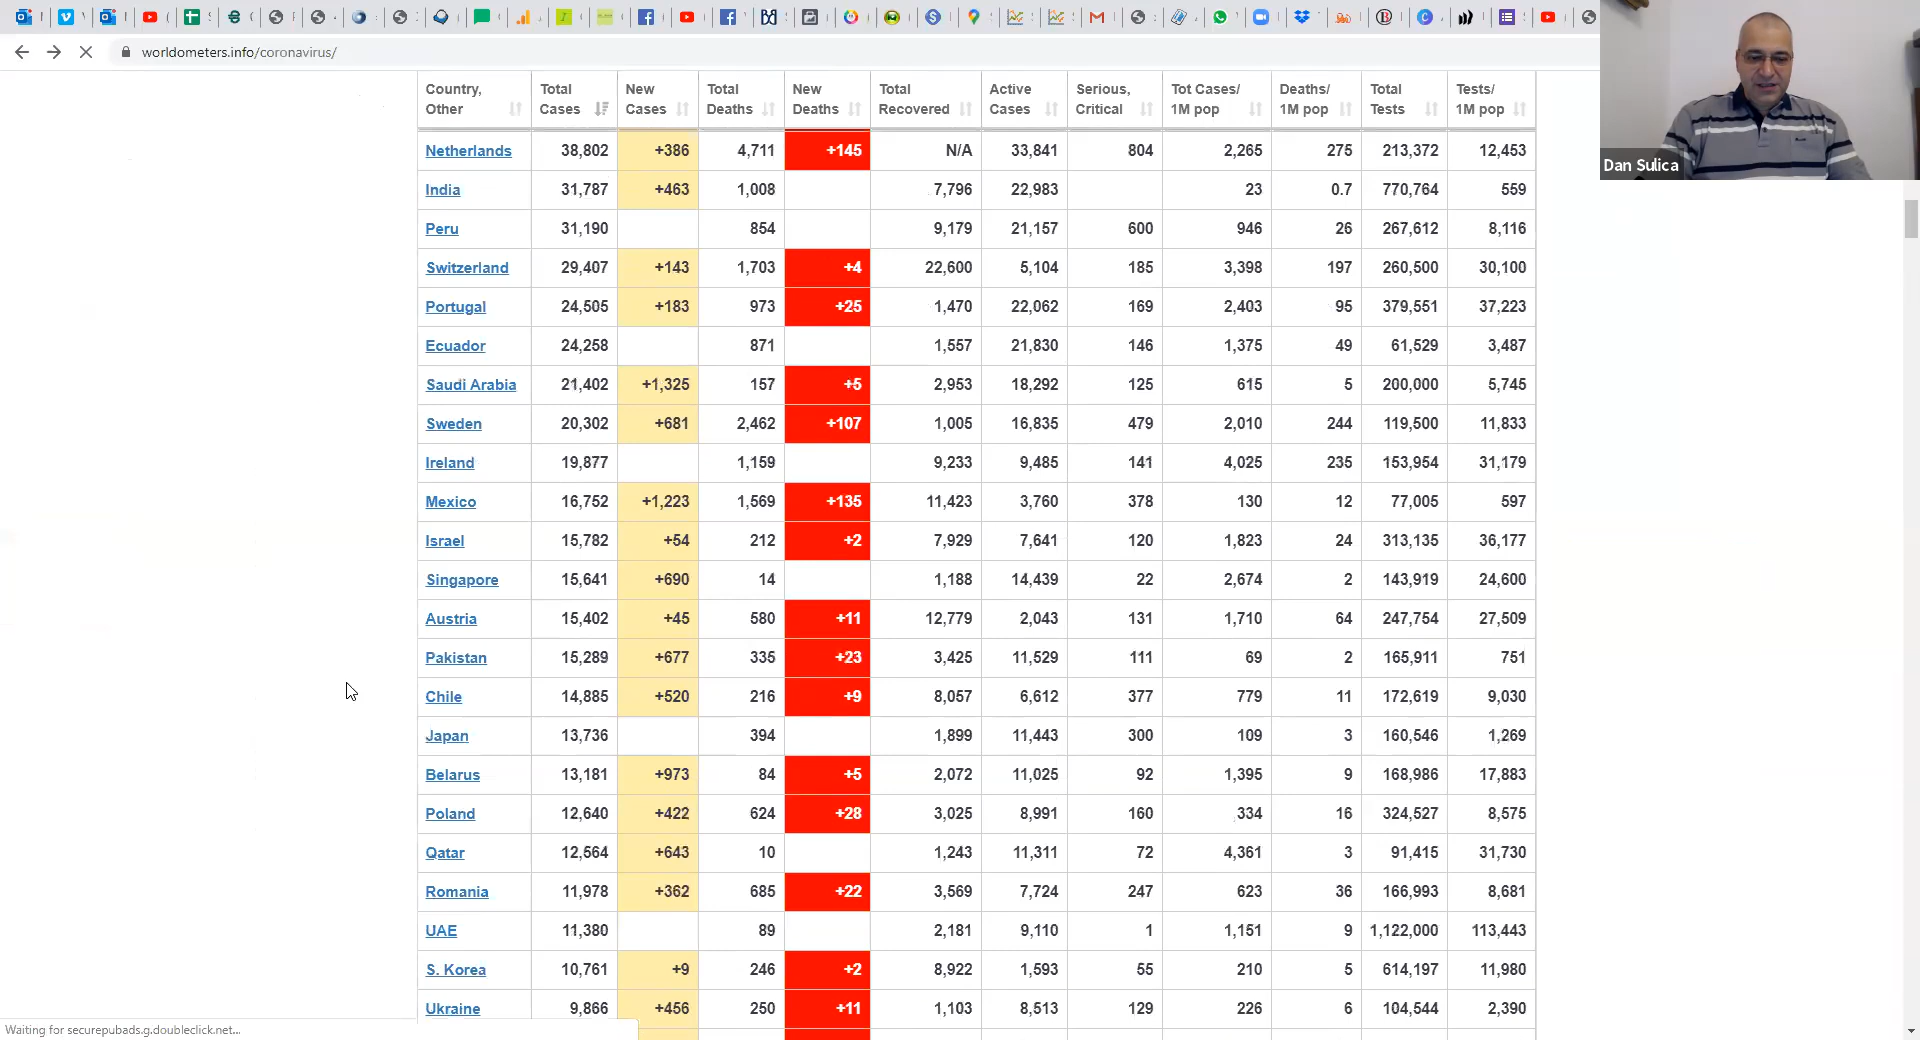 worldometers.info/coronavirus/
Dan Sulica
Country, Other Total Cases New Cases Total Deaths New Deaths Total Recovered Active Cases Serious, Critical Tot Cases/ 1M pop Deaths/ 1M pop Total Tests Tests/ 1M pop
Netherlands 38,802 +386 4,711 +145 N/A 33,841 804 2,265 275 213,372 12,453
India 31,787 +463 1,008 7,796 22,983 23 0.7 770,764 559
Peru 31,190 854 9,179 21,157 600 946 26 267,612 8,116
Switzerland 29,407 +143 1,703 +4 22,600 5,104 185 3,398 197 260,500 30,100
Portugal 24,505 +183 973 +25 1,470 22,062 169 2,403 95 379,551 37,223
Ecuador 24,258 871 1,557 21,830 146 1,375 49 61,529 3,487
Saudi Arabia 21,402 +1,325 157 +5 2,953 18,292 125 615 5 200,000 5,745
Sweden 20,302 +681 2,462 +107 1,005 16,835 479 2,010 244 119,500 11,833
Ireland 19,877 1,159 9,233 9,485 141 4,025 235 153,954 31,179
Mexico 16,752 +1,223 1,569 +135 11,423 3,760 378 130 12 77,005 597
Israel 15,782 +54 212 +2 7,929 7,641 120 1,823 24 313,135 36,177
Singapore 15,641 +690 14 1,188 14,439 22 2,674 2 143,919 24,600
Austria 15,402 +45 580 +11 12,779 2,043 131 1,710 64 247,754 27,509
Pakistan 15,289 +677 335 +23 3,425 11,529 111 69 2 165,911 751
Chile 14,885 +520 216 +9 8,057 6,612 377 779 11 172,619 9,030
Japan 13,736 394 1,899 11,443 300 109 3 160,546 1,269
Belarus 13,181 +973 84 +5 2,072 11,025 92 1,395 9 168,986 17,883
Poland 12,640 +422 624 +28 3,025 8,991 160 334 16 324,527 8,575
Qatar 12,564 +643 10 1,243 11,311 72 4,361 3 91,415 31,730
Romania 11,978 +362 685 +22 3,569 7,724 247 623 36 166,993 8,681
UAE 11,380 89 2,181 9,110 1 1,151 9 1,122,000 113,443
S. Korea 10,761 +9 246 +2 8,922 1,593 55 210 5 614,197 11,980
Ukraine 9,866 +456 250 +11 1,103 8,513 129 226 6 104,544 2,390
Waiting for securepubads.g.doubleclick.net...